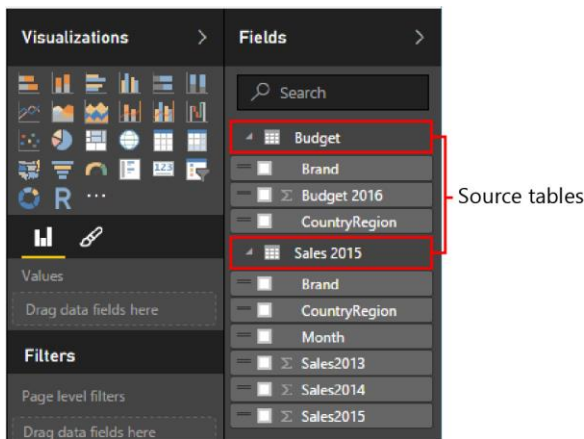 Visualizations >
Fields >
Search
Budget
Brand
Σ Budget 2016
CountryRegion
Source tables
Sales 2015
Brand
CountryRegion
Month
Σ Sales2013
Σ Sales2014
Σ Sales2015
123
R ...
Values
Drag data fields here
Filters
Page level filters
Drag data fields here